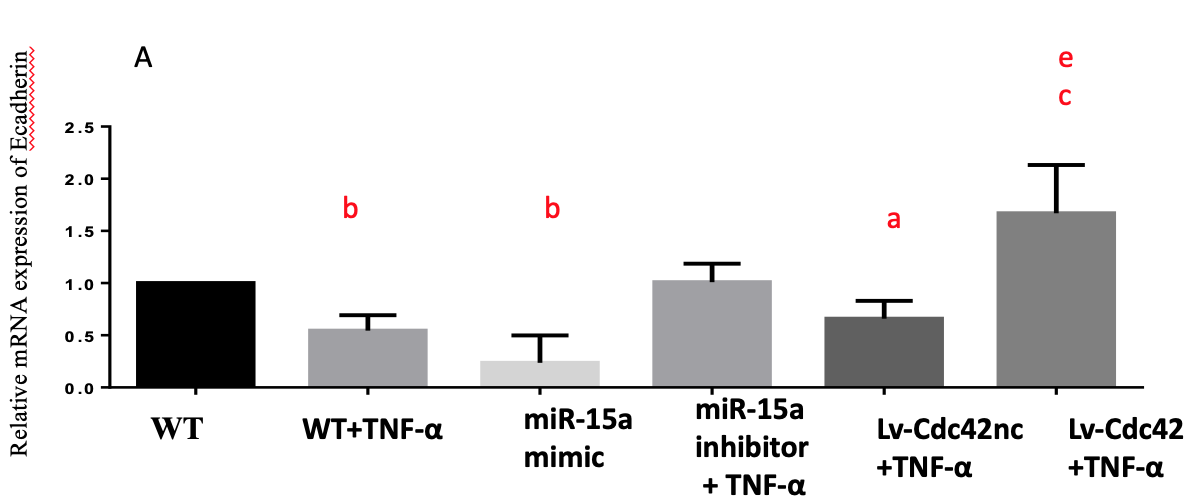 A
e
c
Relative mRNA expression of Ecadherin
2.5
2.0
1.5
1.0
0.5
0.0
b
b
a
WT
WT+TNF-α
miR-15a
mimic
miR-15a
inhibitor
+ TNF-α
Lv-Cdc42nc
+TNF-α
Lv-Cdc42
+TNF-α